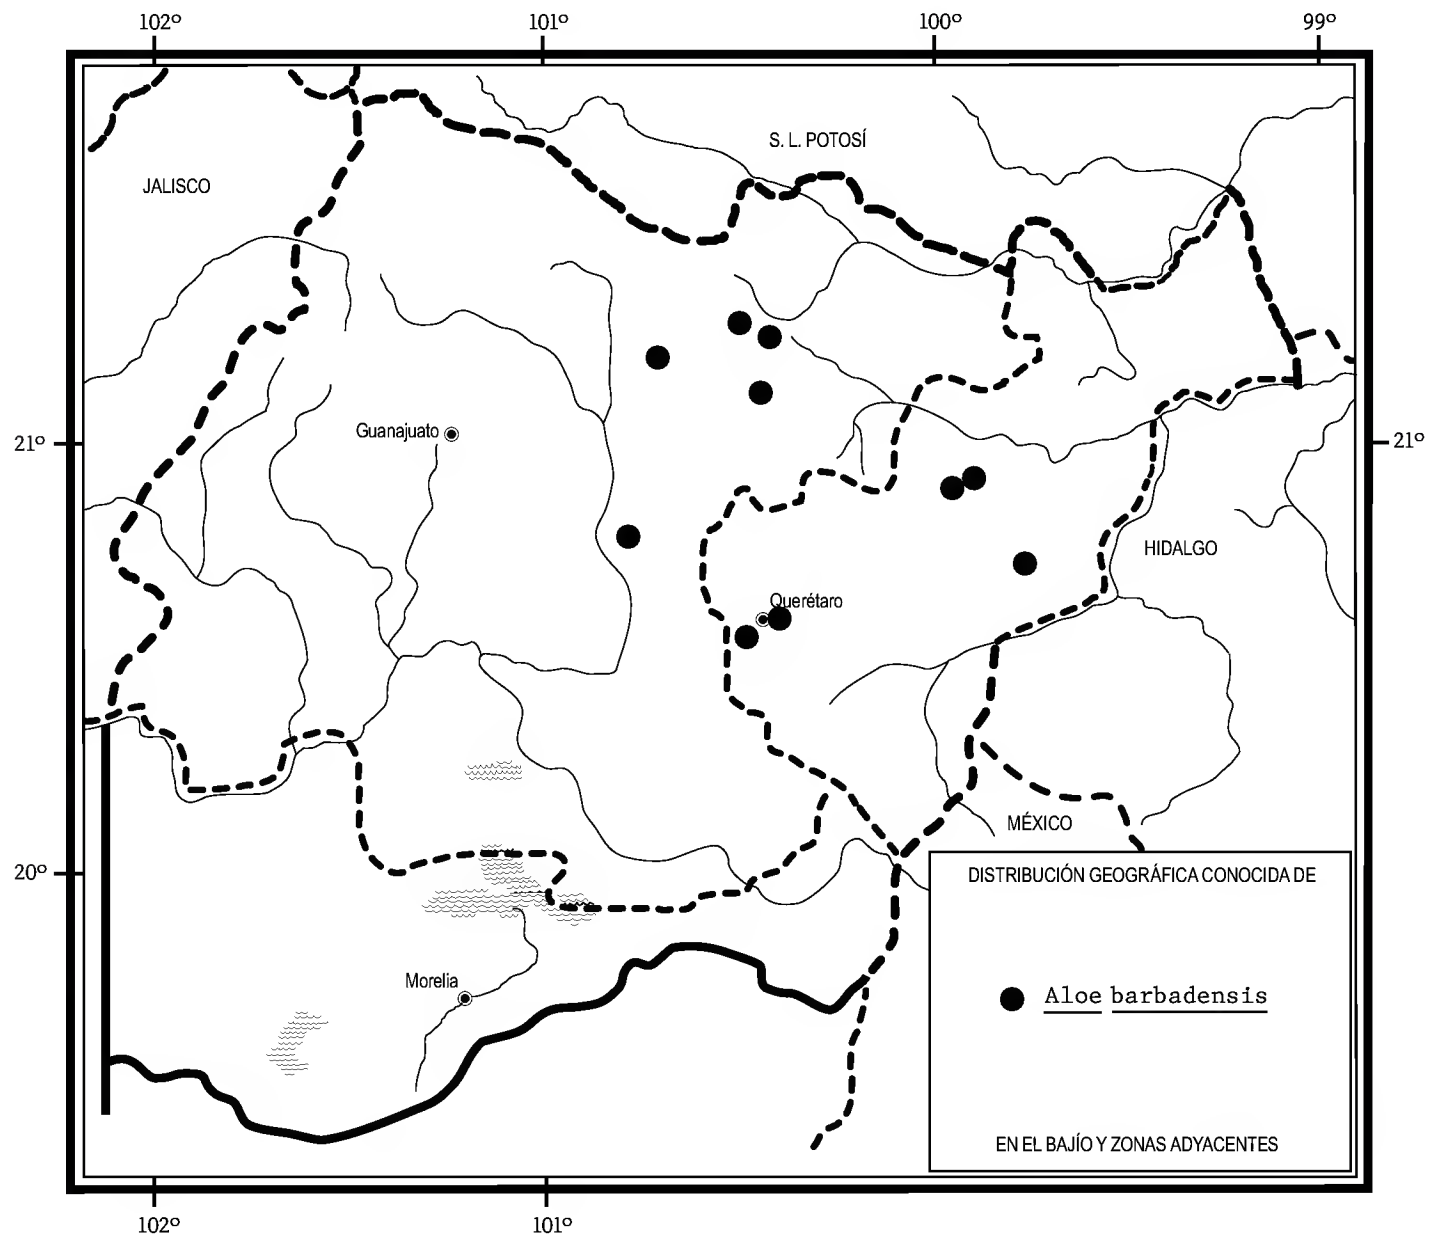 102º 101º 100º 99º
S. L. POTOSÍ
JALISCO
Guanajuato
21º
21º
HIDALGO
Querétaro
MÉXICO
20º
DISTRIBUCIÓN GEOGRÁFICA CONOCIDA DE
Morelia
Aloe barbadensis
EN EL BAJÍO Y ZONAS ADYACENTES
102º 101º